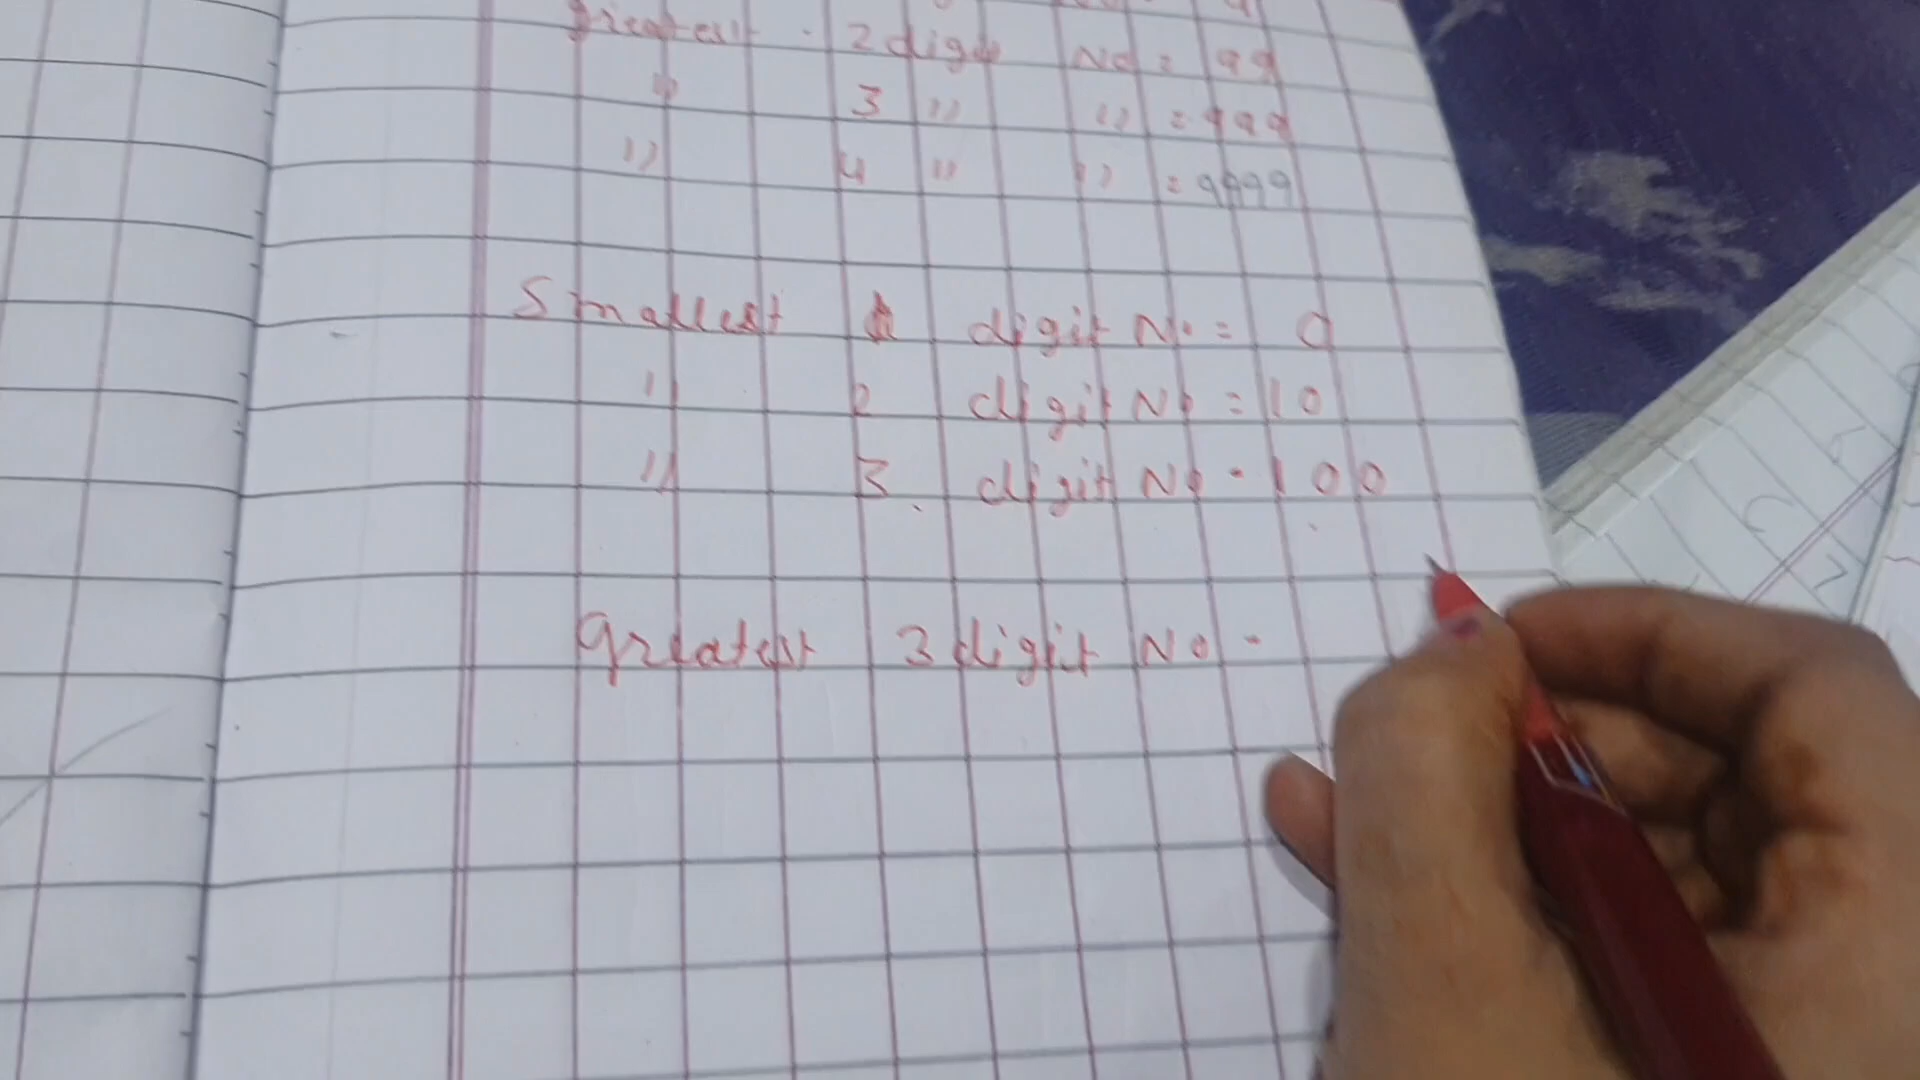 greatest . 2 digit No = 99
" 3 " " = 999
" 4 " " = 9999
Smallest 1 digit No = 0
" 2 digit No = 10
" 3 digit No - 100
Greatest 3 digit No -